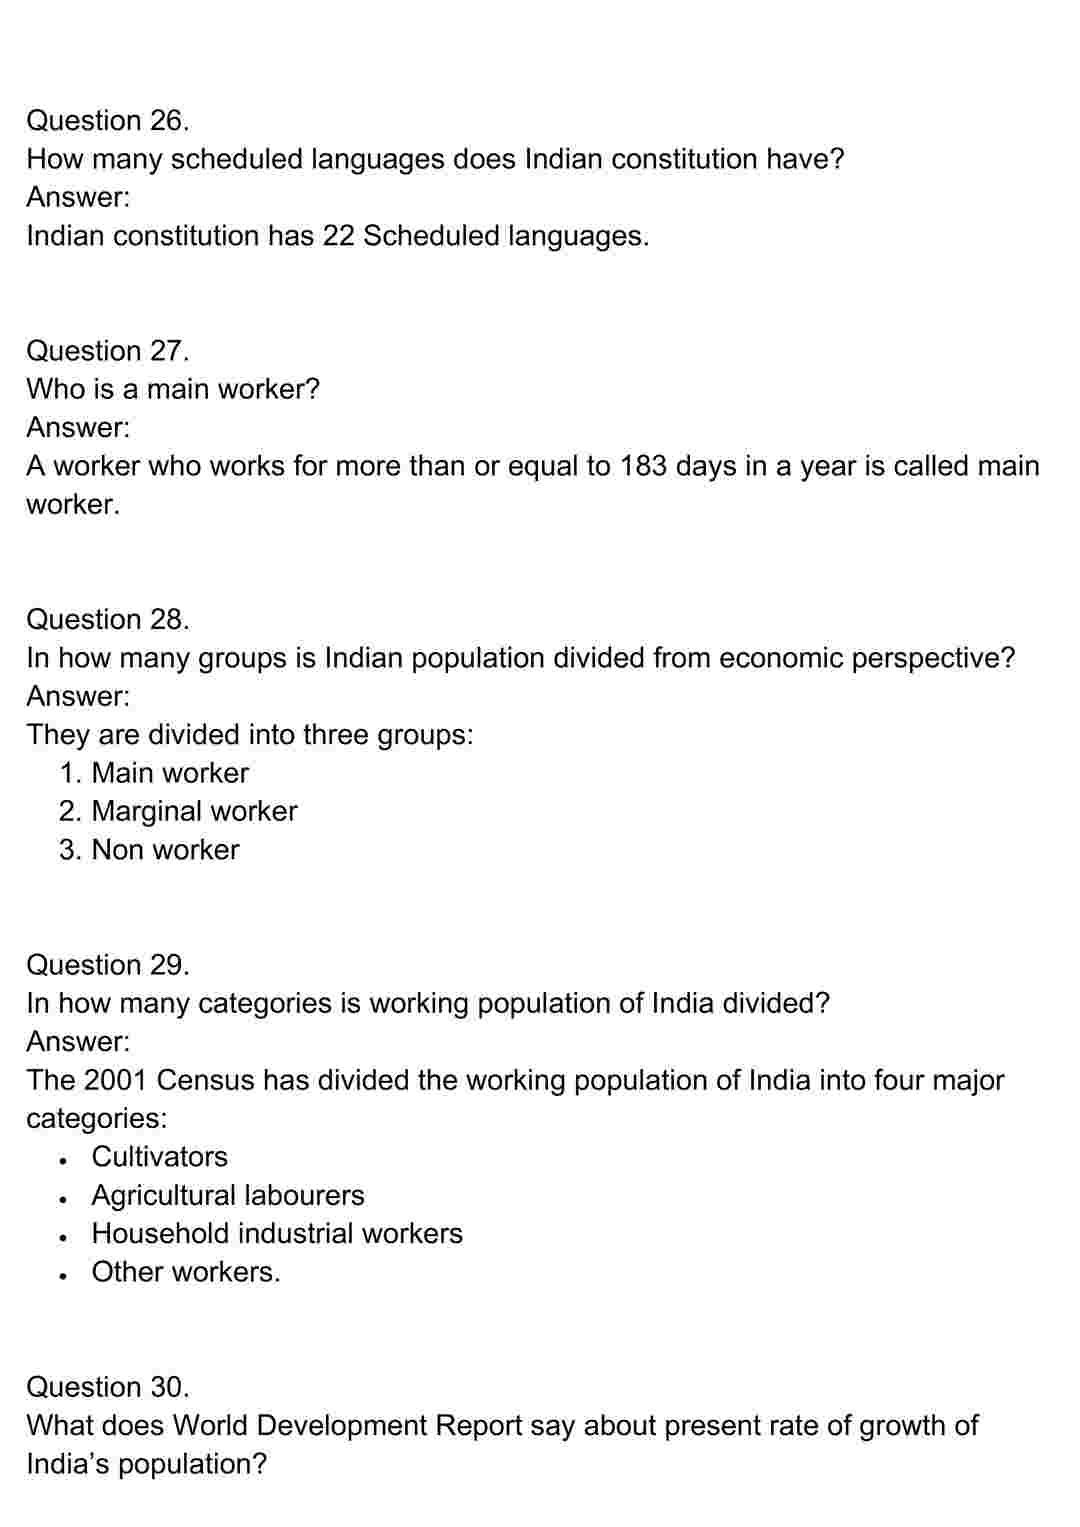 Question 26.
How many scheduled languages does Indian constitution have?
Answer:
Indian constitution has 22 Scheduled languages.
Question 27.
Who is a main worker?
Answer:
A worker who works for more than or equal to 183 days in a year is called main
worker.
Question 28.
In how many groups is Indian population divided from economic perspective?
Answer:
They are divided into three groups:
1. Main worker
2. Marginal worker
3. Non worker
Question 29.
In how many categories is working population of India divided?
Answer:
The 2001 Census has divided the working population of India into four major
categories:
• Cultivators
• Agricultural labourers
• Household industrial workers
• Other workers.
Question 30.
What does World Development Report say about present rate of growth of
India’s population?